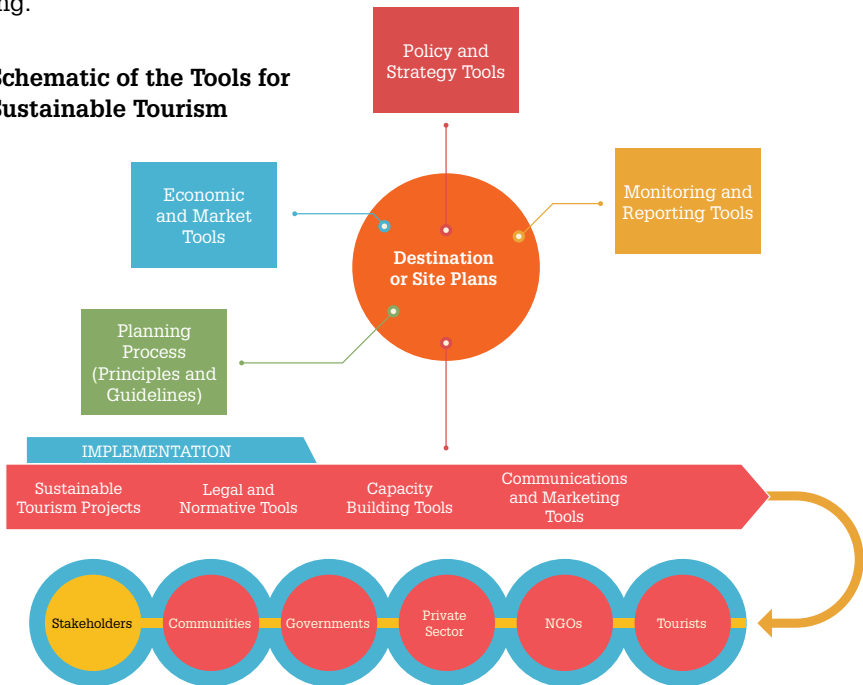 Schematic of the Tools for
Sustainable Tourism
Policy and
Strategy Tools
Economic
and Market
Tools
Monitoring and
Reporting Tools
Destination
or Site Plans
Planning
Process
(Principles and
Guidelines)
IMPLEMENTATION
Sustainable
Tourism Projects
Legal and
Normative Tools
Capacity
Building Tools
Communications
and Marketing
Tools
Stakeholders
Communities
Governments
Private
Sector
NGOs
Tourists